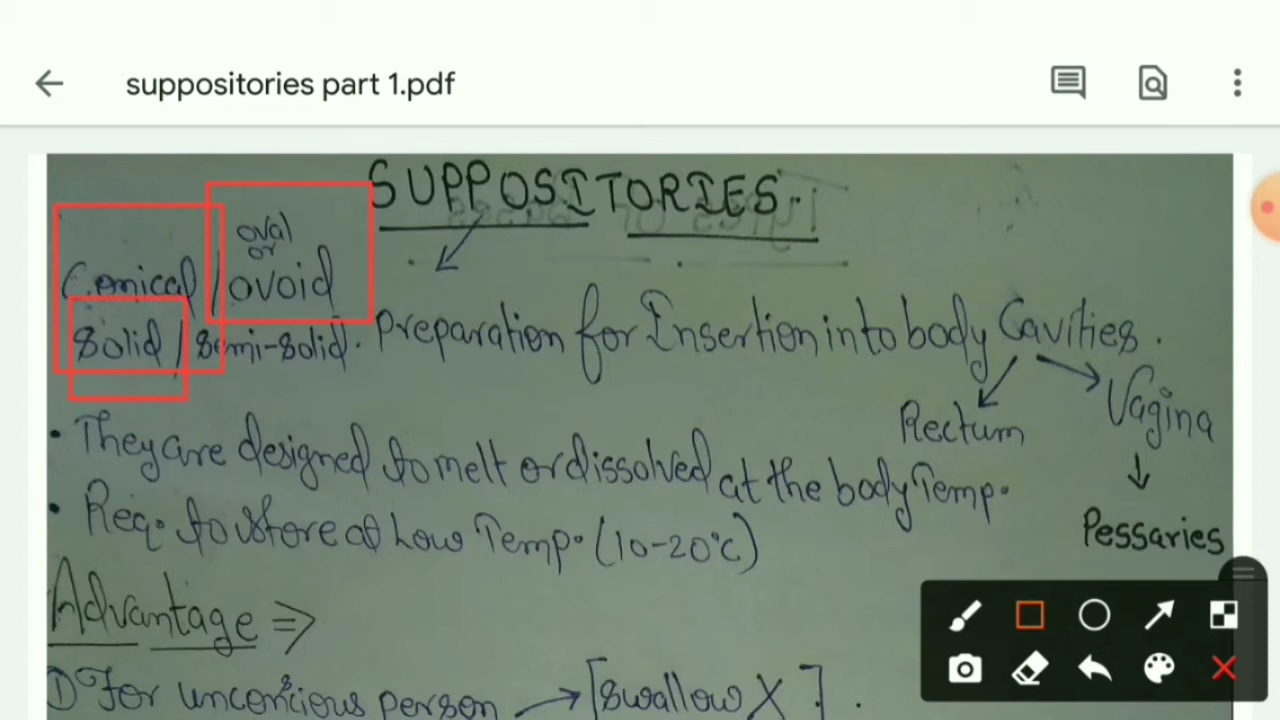 suppositories part 1.pdf
SUPPOSITORIES.
oval
or
Conical / ovoid
Solid / Semi-Solid. Preparation for Insertion into body Cavities.
Rectum
Vagina
• They are designed to melt or dissolved at the body Temp.
• Req. to store at Low Temp. (10-20°C)
Pessaries
Advantage ⇒
1) For unconscious person → [swallow X].